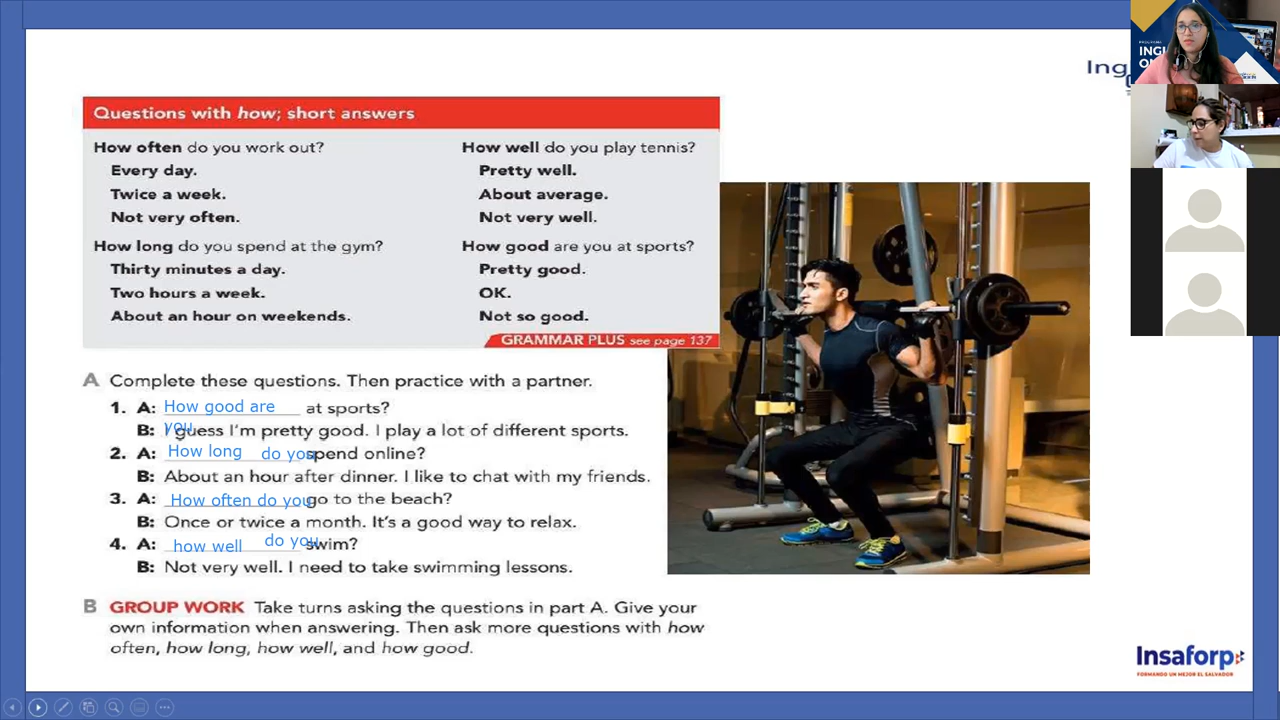 Questions with how; short answers
How often do you work out?
Every day.
Twice a week.
Not very often.
How long do you spend at the gym?
Thirty minutes a day.
Two hours a week.
About an hour on weekends.
How well do you play tennis?
Pretty well.
About average.
Not very well.
How good are you at sports?
Pretty good.
OK.
Not so good.
GRAMMAR PLUS see page 137
A Complete these questions. Then practice with a partner.
1. A: How good are you at sports?
B: I guess I'm pretty good. I play a lot of different sports.
2. A: How long do you spend online?
B: About an hour after dinner. I like to chat with my friends.
3. A: How often do you go to the beach?
B: Once or twice a month. It's a good way to relax.
4. A: how well do you swim?
B: Not very well. I need to take swimming lessons.
B GROUP WORK Take turns asking the questions in part A. Give your
own information when answering. Then ask more questions with how
often, how long, how well, and how good.
Ing
INGL
Insaforp
FORMANDO UN MEJOR EL SALVADOR